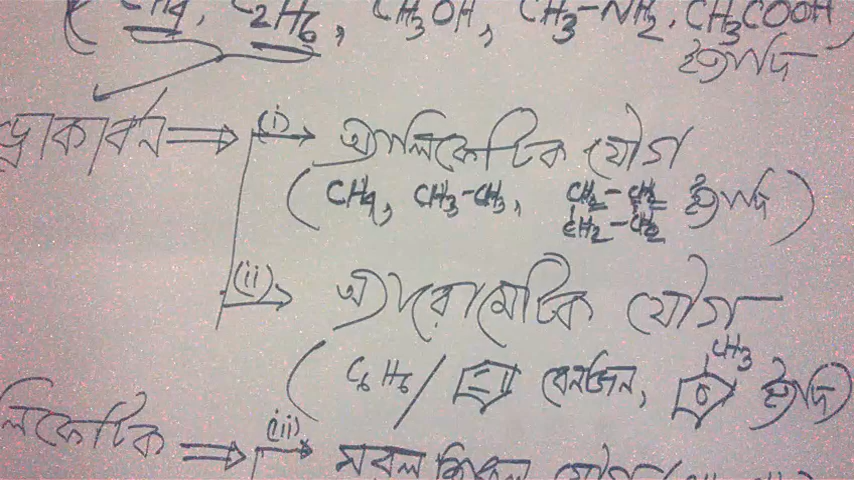 ( CH4, C2H6, CH3OH, CH3-NH2, CH3COOH)
ইত্যাদি
ড্রোকার্বন ⇒ (i) → অ্যালিফেটিক যৌগ
(CH4, CH3-CH3, CH2-CH2 ইত্যাদি)
CH2-CH2
(ii) → অ্যারোমেটিক যৌগ
(C6H6/ বেনজিন, CH3 ইত্যাদি)
লিফেটিক ⇒ (iii) → যৌগ